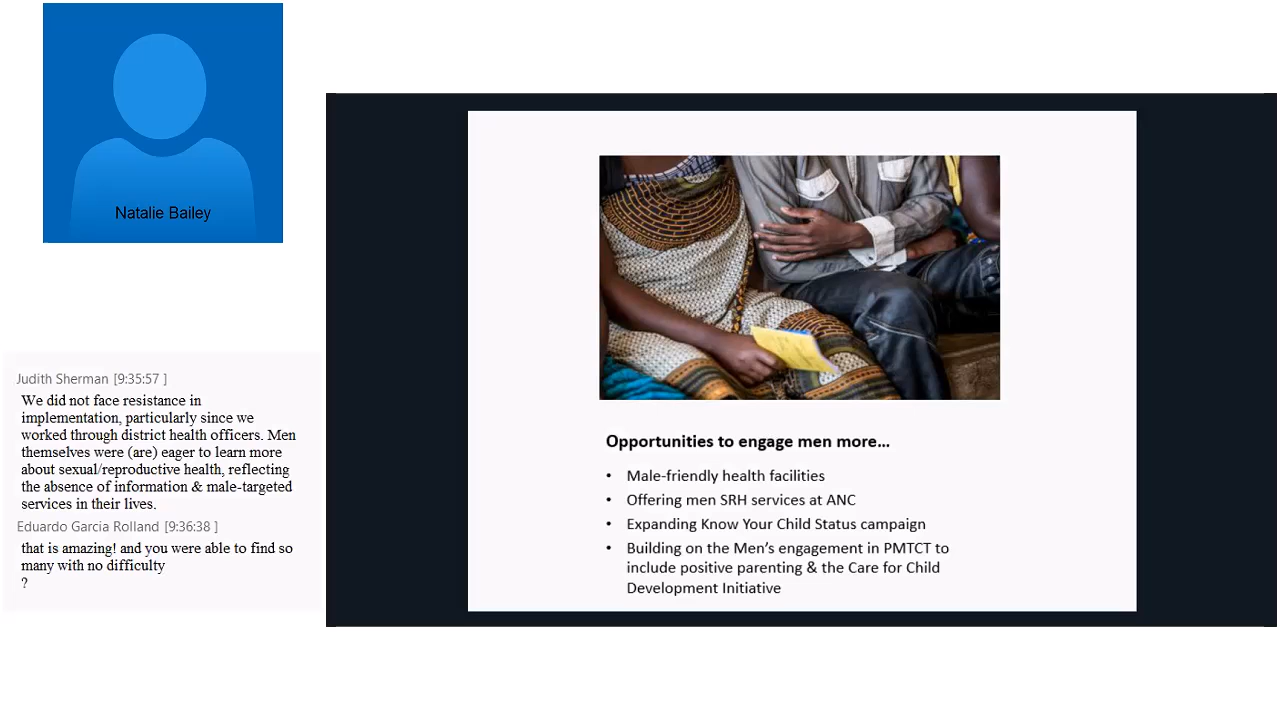 Natalie Bailey
Judith Sherman [9:35:57 ]
We did not face resistance in
implementation, particularly since we
worked through district health officers. Men
themselves were (are) eager to learn more
about sexual/reproductive health, reflecting
the absence of information & male-targeted
services in their lives.
Eduardo Garcia Rolland [9:36:38 ]
that is amazing! and you were able to find so
many with no difficulty
?
Opportunities to engage men more...
• Male-friendly health facilities
• Offering men SRH services at ANC
• Expanding Know Your Child Status campaign
• Building on the Men's engagement in PMTCT to
include positive parenting & the Care for Child
Development Initiative